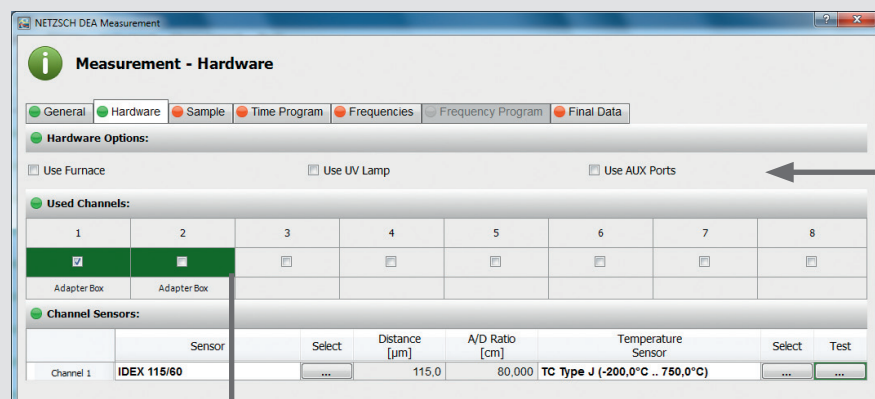 NETZSCH DEA Measurement
Measurement - Hardware
General Hardware Sample Time Program Frequencies Frequency Program Final Data
Hardware Options:
Use Furnace Use UV Lamp Use AUX Ports
Used Channels:
1 2 3 4 5 6 7 8
Adapter Box Adapter Box
Channel Sensors:
Sensor Select Distance [µm] A/D Ratio [cm] Temperature Sensor Select Test
Channel 1 IDEX 115/60 ... 115,0 80,000 TC Type J (-200,0°C .. 750,0°C) ... ...